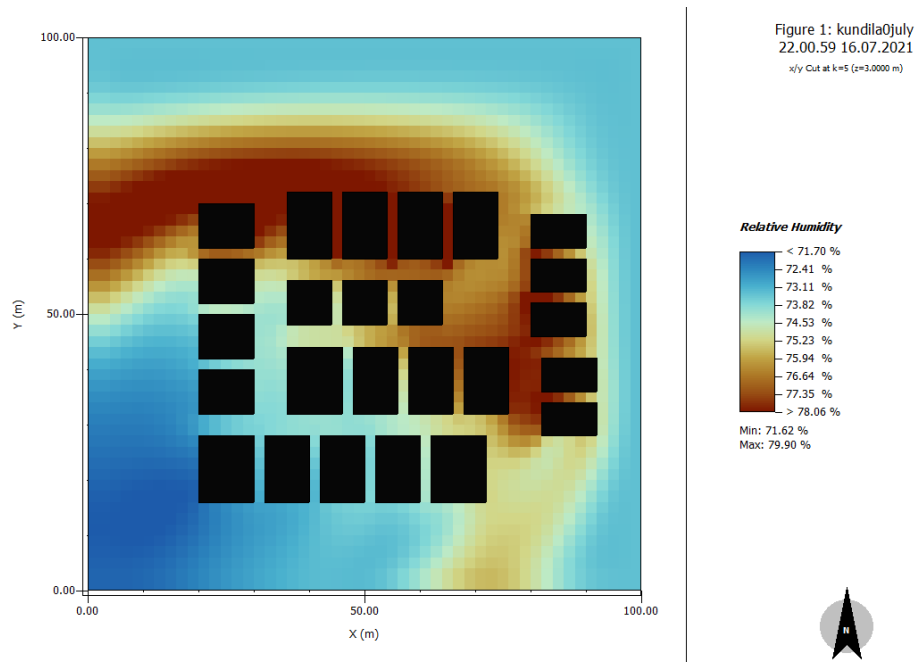 Figure 1: kundila0july
22.00.59 16.07.2021
x/y Cut at k=5 (z=3.0000 m)
100.00
50.00
0.00
Y (m)
0.00
50.00
100.00
X (m)
Relative Humidity
< 71.70 %
72.41 %
73.11 %
73.82 %
74.53 %
75.23 %
75.94 %
76.64 %
77.35 %
> 78.06 %
Min: 71.62 %
Max: 79.90 %
N